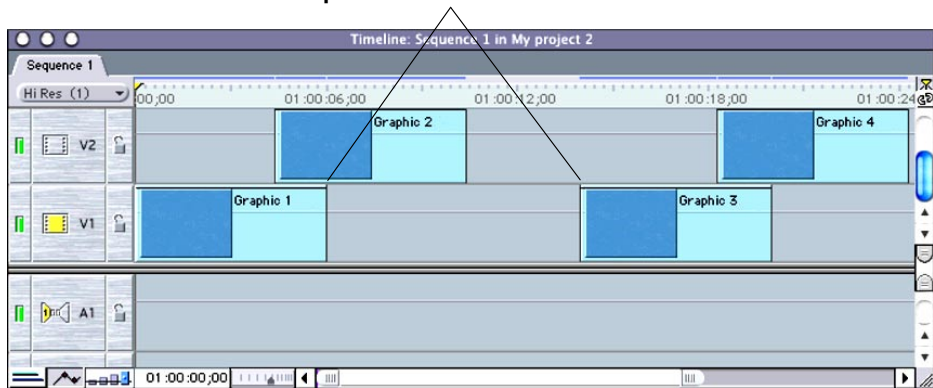 Timeline: Sequence 1 in My project 2
Sequence 1
Hi Res (1)
00;00 01:00:06;00 01:00:12;00 01:00:18;00 01:00:24
V2 Graphic 2 Graphic 4
V1 Graphic 1 Graphic 3
1 A1
01:00:00;00